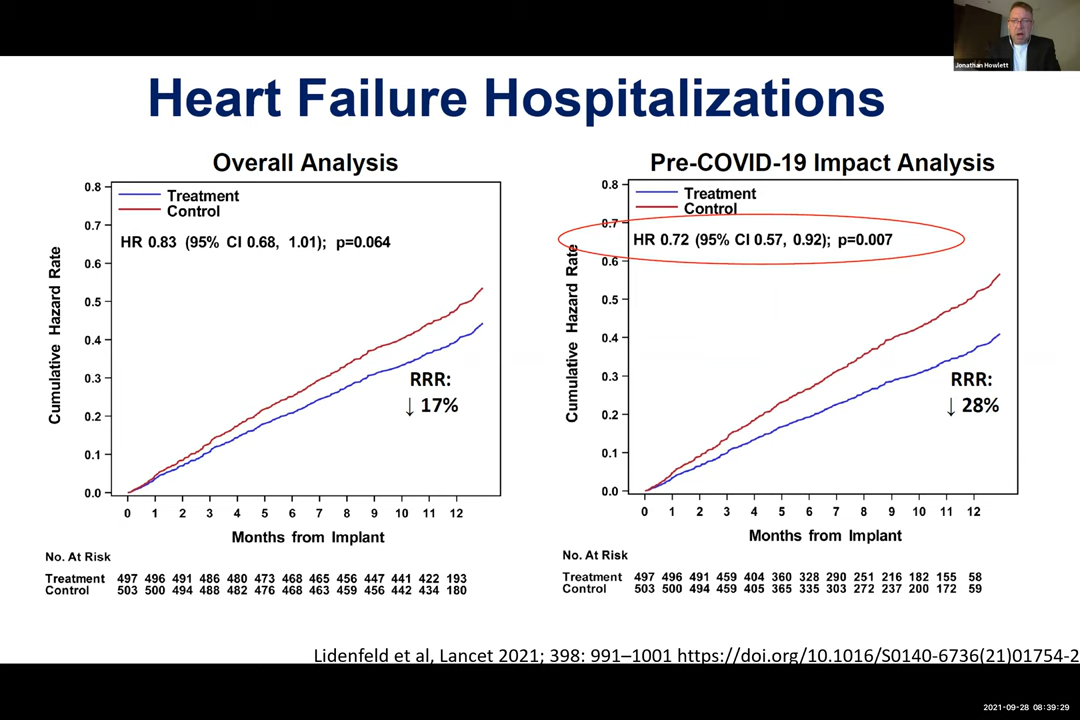 Jonathan Howlett
Heart Failure Hospitalizations
Overall Analysis
0.8
0.7
0.6
0.5
0.4
0.3
0.2
0.1
0.0
Cumulative Hazard Rate
Treatment
Control
HR 0.83 (95% CI 0.68, 1.01); p=0.064
RRR:
↓ 17%
0 1 2 3 4 5 6 7 8 9 10 11 12
Months from Implant
No. At Risk
Treatment 497 496 491 486 480 473 468 465 456 447 441 422 193
Control 503 500 494 488 482 476 468 463 459 456 442 434 180
Pre-COVID-19 Impact Analysis
0.8
0.7
0.6
0.5
0.4
0.3
0.2
0.1
0.0
Cumulative Hazard Rate
Treatment
Control
HR 0.72 (95% CI 0.57, 0.92); p=0.007
RRR:
↓ 28%
0 1 2 3 4 5 6 7 8 9 10 11 12
Months from Implant
No. At Risk
Treatment 497 496 491 459 404 360 328 290 251 216 182 155 58
Control 503 500 494 459 405 365 335 303 272 237 200 172 59
Lidenfeld et al, Lancet 2021; 398: 991–1001 https://doi.org/10.1016/S0140-6736(21)01754-2
2021-09-28 08:39:29